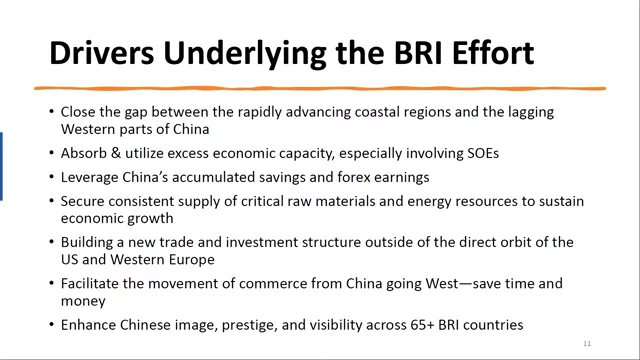 Drivers Underlying the BRI Effort
• Close the gap between the rapidly advancing coastal regions and the lagging
Western parts of China
• Absorb & utilize excess economic capacity, especially involving SOEs
• Leverage China's accumulated savings and forex earnings
• Secure consistent supply of critical raw materials and energy resources to sustain
economic growth
• Building a new trade and investment structure outside of the direct orbit of the
US and Western Europe
• Facilitate the movement of commerce from China going West—save time and
money
• Enhance Chinese image, prestige, and visibility across 65+ BRI countries
11